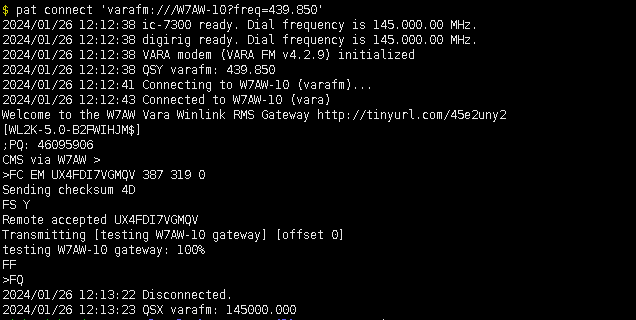 $ pat connect 'varafm:///W7AW-10?freq=439.850'
2024/01/26 12:12:38 ic-7300 ready. Dial frequency is 145.000.00 MHz.
2024/01/26 12:12:38 digirig ready. Dial frequency is 145.000.00 MHz.
2024/01/26 12:12:38 VARA modem (VARA FM v4.2.9) initialized
2024/01/26 12:12:38 QSY varafm: 439.850
2024/01/26 12:12:41 Connecting to W7AW-10 (varafm)...
2024/01/26 12:12:43 Connected to W7AW-10 (vara)
Welcome to the W7AW Vara Winlink RMS Gateway http://tinyurl.com/45e2uny2
[WL2K-5.0-B2FWIHJM$]
;PQ: 46095906
CMS via W7AW >
>FC EM UX4FDI7VGMQV 387 319 0
Sending checksum 4D
FS Y
Remote accepted UX4FDI7VGMQV
Transmitting [testing W7AW-10 gateway] [offset 0]
testing W7AW-10 gateway: 100%
FF
>FQ
2024/01/26 12:13:22 Disconnected.
2024/01/26 12:13:23 QSX varafm: 145000.000